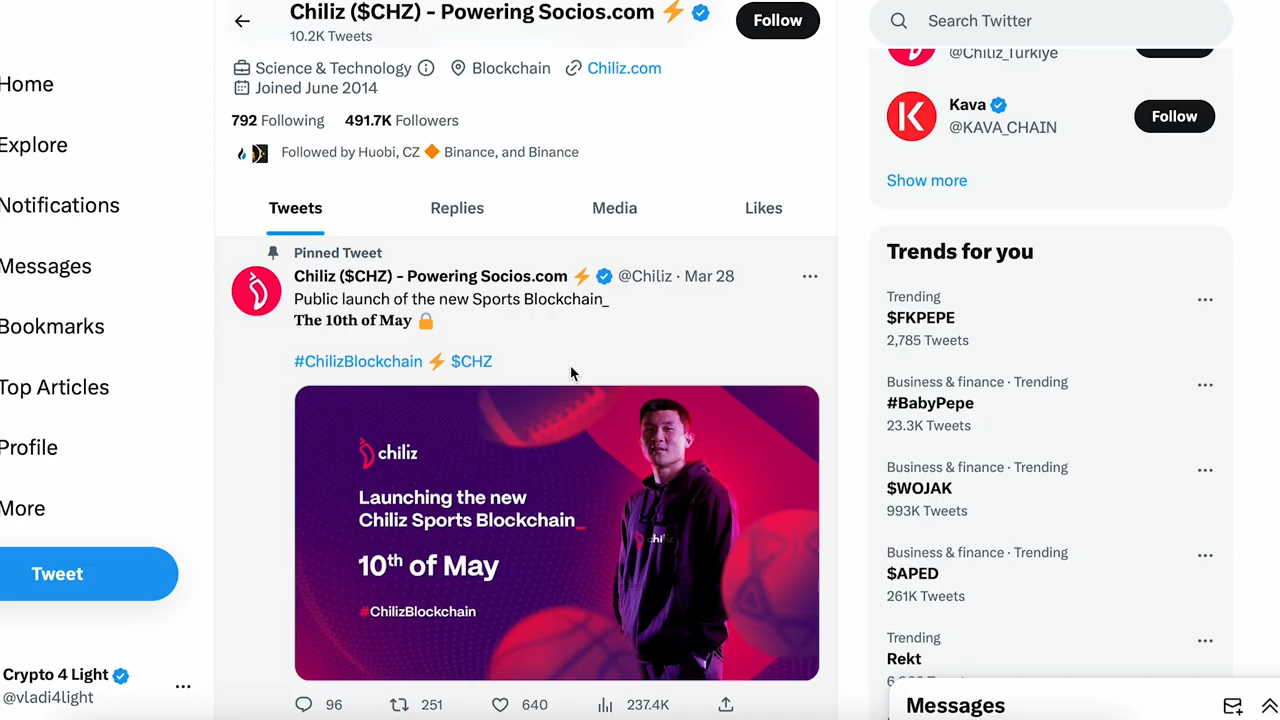 Chiliz ($CHZ) - Powering Socios.com ⚡
10.2K Tweets
Follow
Science & Technology
Blockchain
Chiliz.com
Joined June 2014
792 Following
491.7K Followers
Followed by Huobi, CZ 🔶 Binance, and Binance
Tweets
Replies
Media
Likes
Pinned Tweet
Chiliz ($CHZ) - Powering Socios.com ⚡ @Chiliz · Mar 28
Public launch of the new Sports Blockchain_
The 10th of May 🔒
#ChilizBlockchain ⚡ $CHZ
chiliz
Launching the new
Chiliz Sports Blockchain_
10th of May
#ChilizBlockchain
chiliz
96
251
640
237.4K
Home
Explore
Notifications
Messages
Bookmarks
Top Articles
Profile
More
Tweet
Crypto 4 Light
@vladi4light
Search Twitter
@Chiliz_Turkiye
Kava
@KAVA_CHAIN
Follow
Show more
Trends for you
Trending
$FKPEPE
2,785 Tweets
Business & finance · Trending
#BabyPepe
23.3K Tweets
Business & finance · Trending
$WOJAK
993K Tweets
Business & finance · Trending
$APED
261K Tweets
Trending
Rekt
Messages